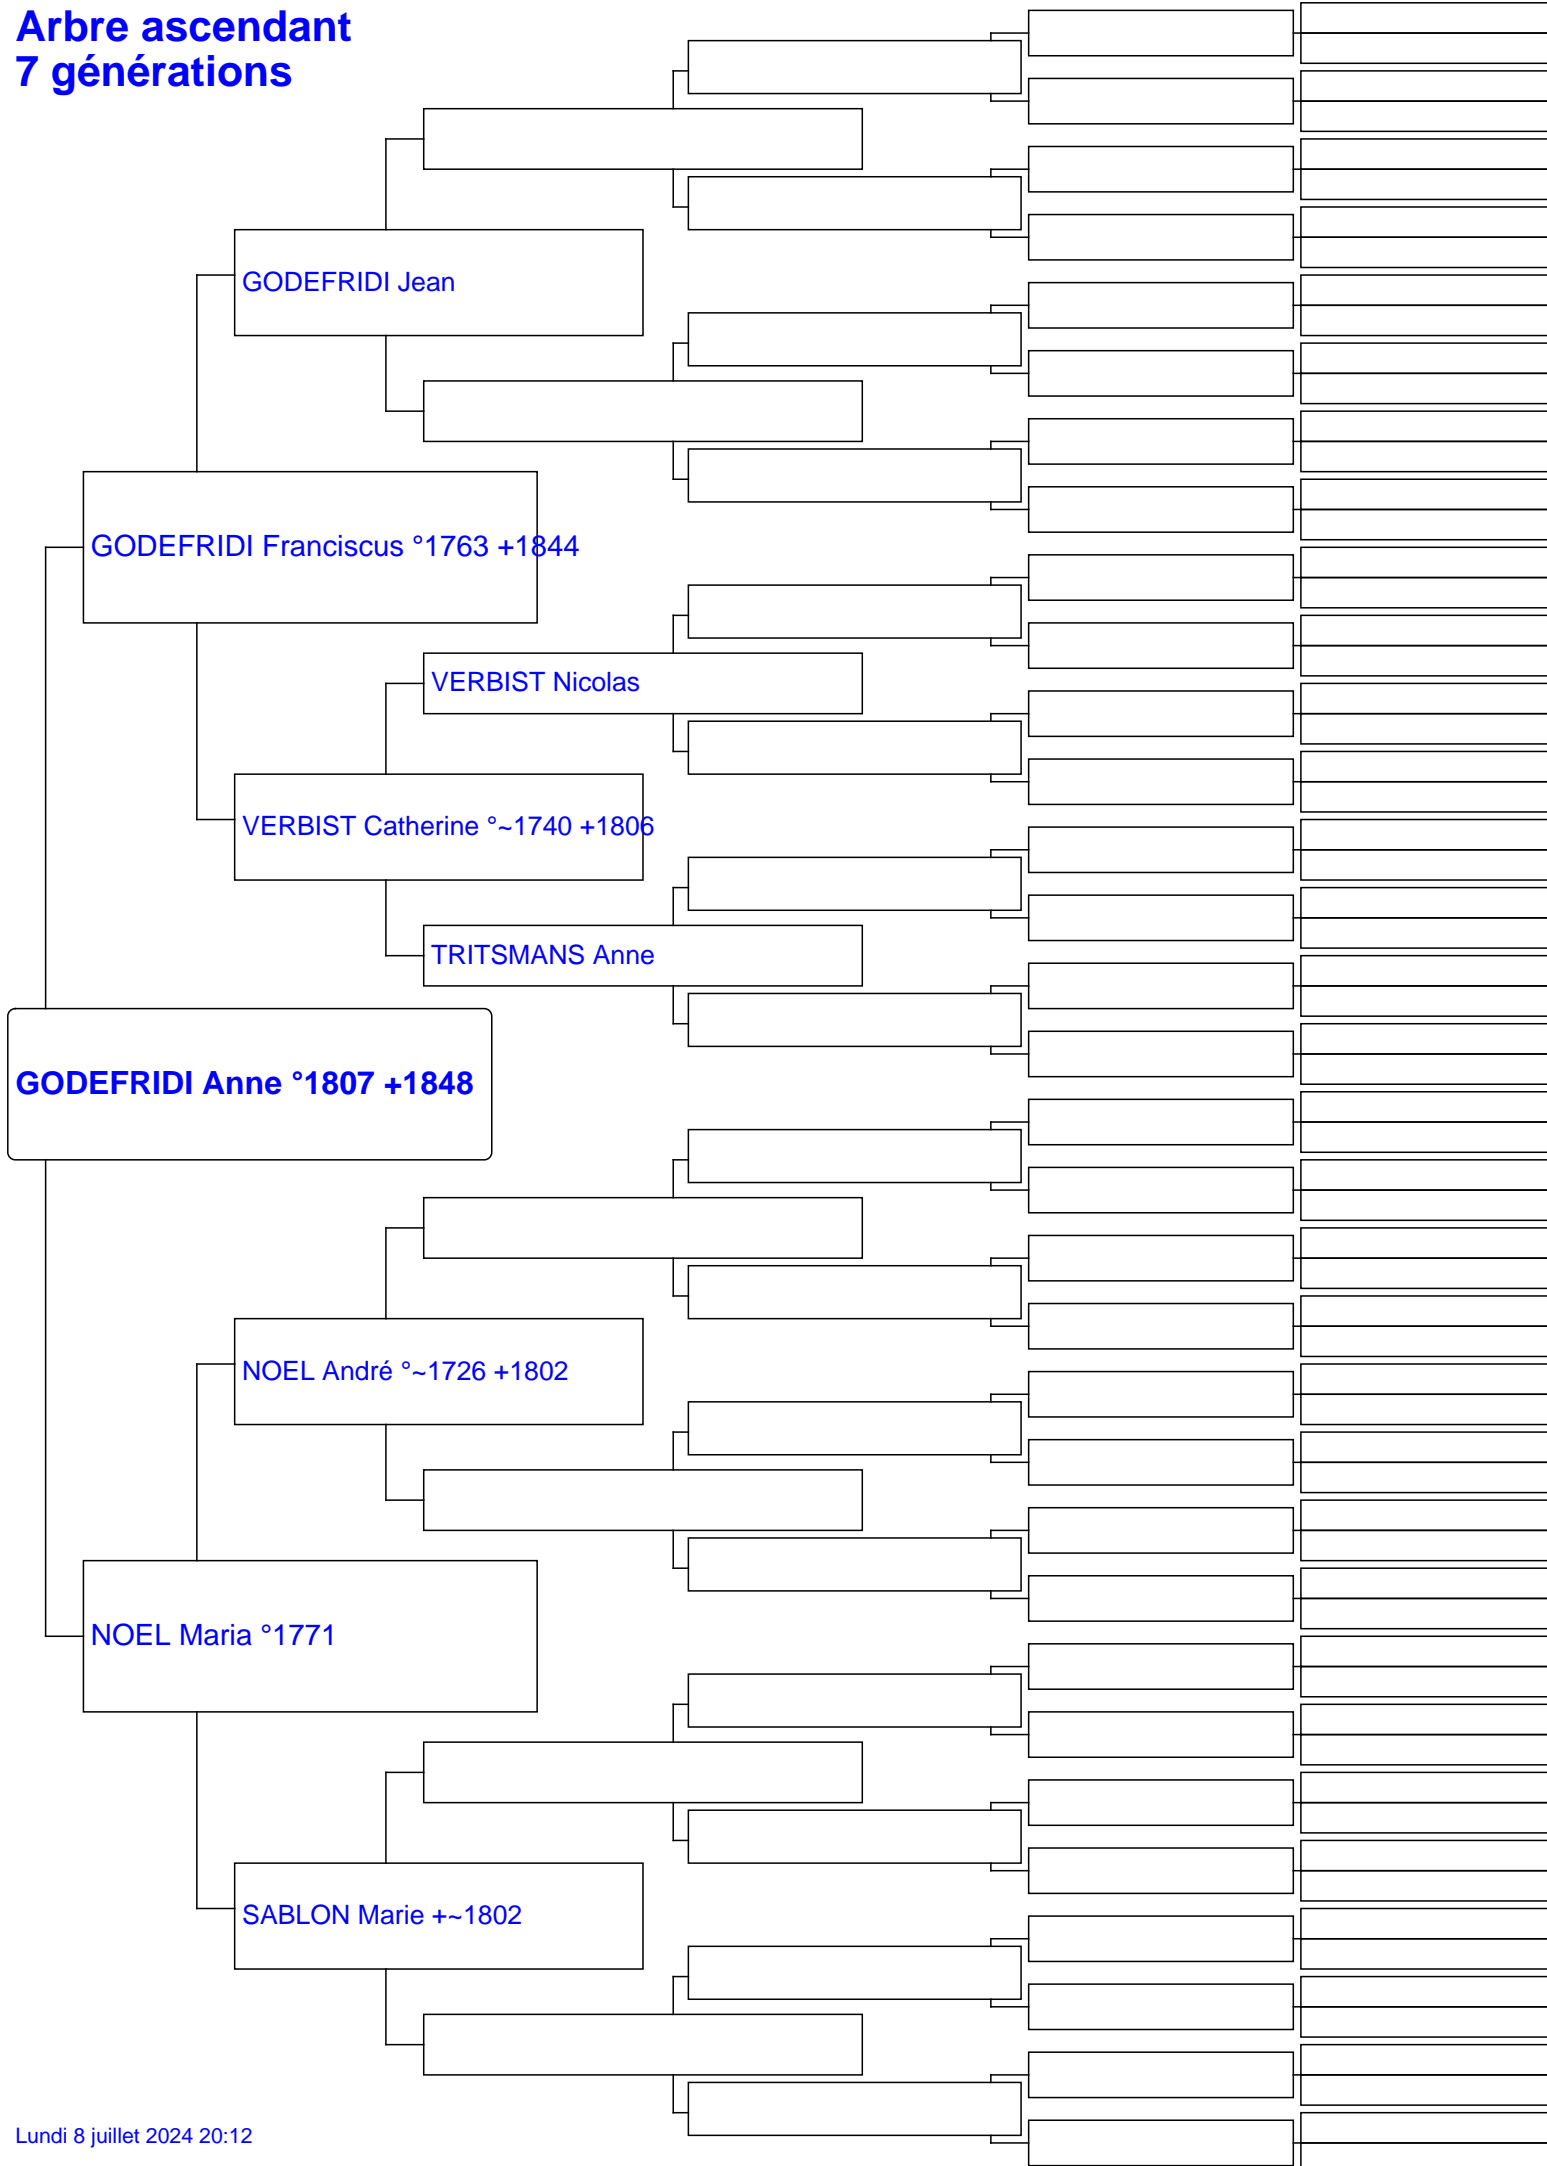 Arbre ascendant
7 générations
GODEFRIDI Jean
GODEFRIDI Franciscus °1763 +1844
VERBIST Nicolas
VERBIST Catherine °~1740 +1806
TRITSMANS Anne
GODEFRIDI Anne °1807 +1848
NOEL André °~1726 +1802
NOEL Maria °1771
SABLON Marie +~1802
Lundi 8 juillet 2024 20:12